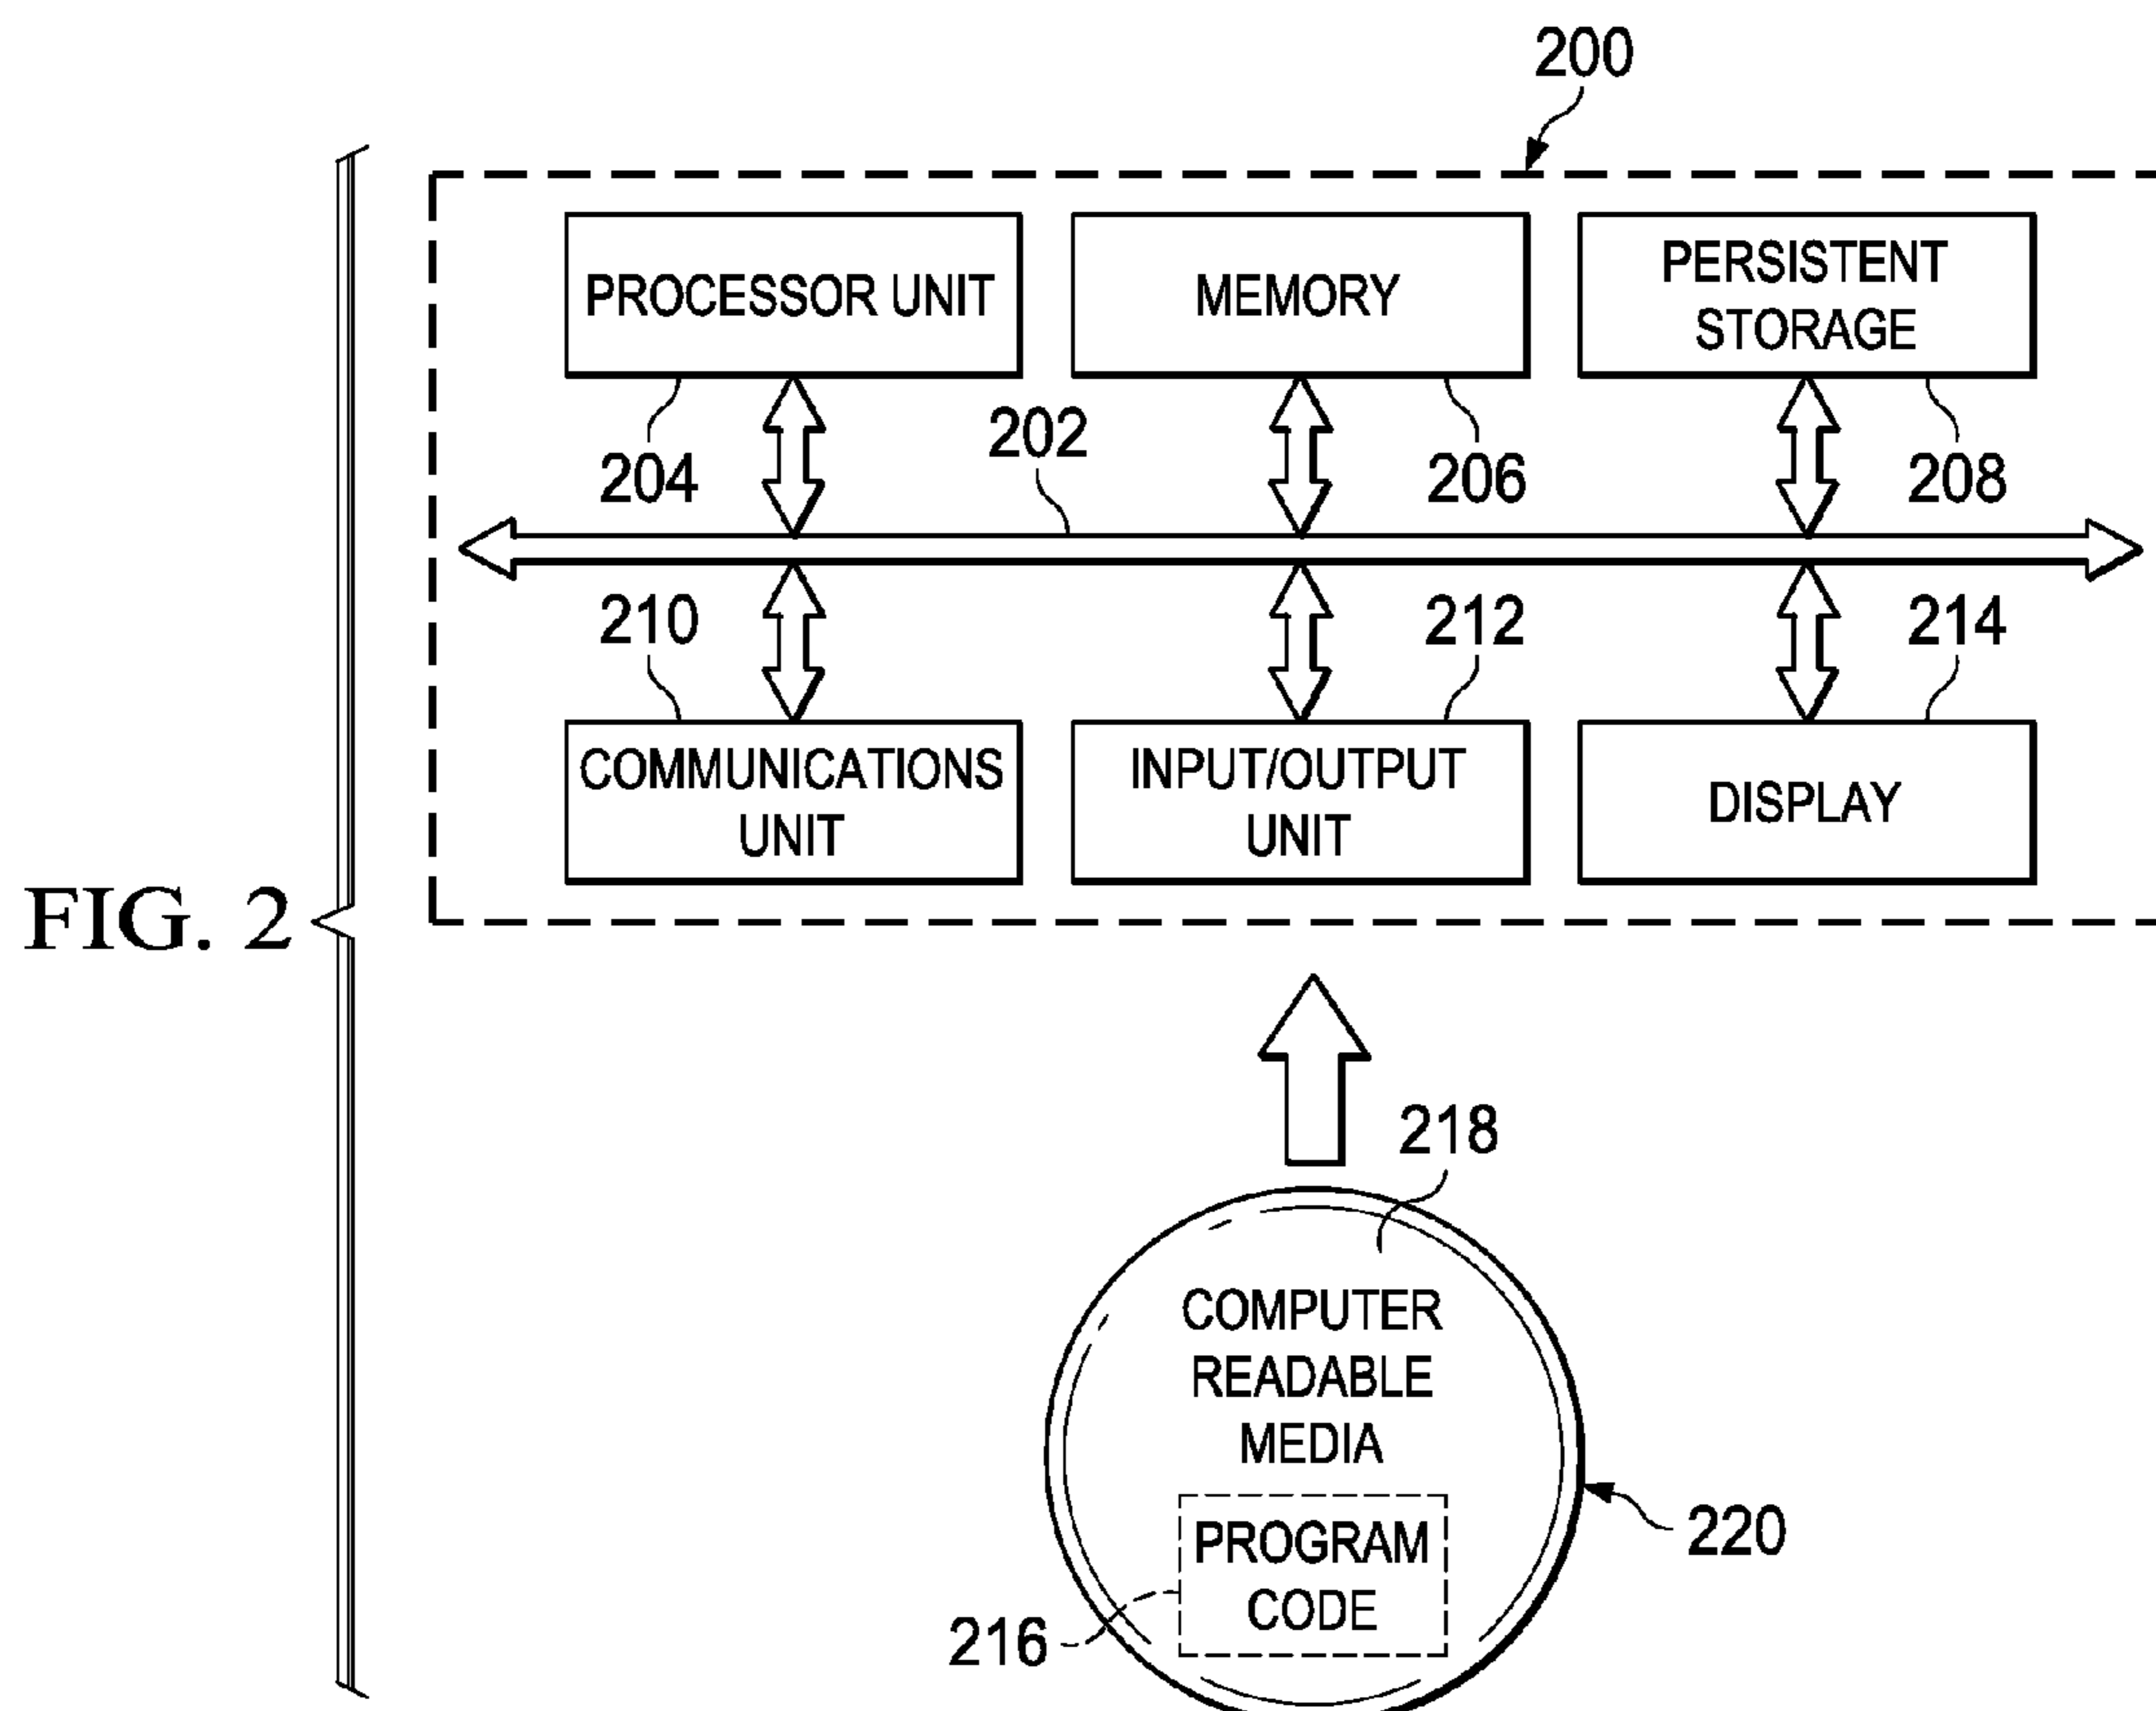 200
PROCESSOR UNIT
MEMORY
PERSISTENT
STORAGE
204
202
206
208
210
212
214
COMMUNICATIONS
UNIT
INPUT/OUTPUT
UNIT
DISPLAY
FIG. 2
218
COMPUTER
READABLE
MEDIA
PROGRAM
CODE
220
216